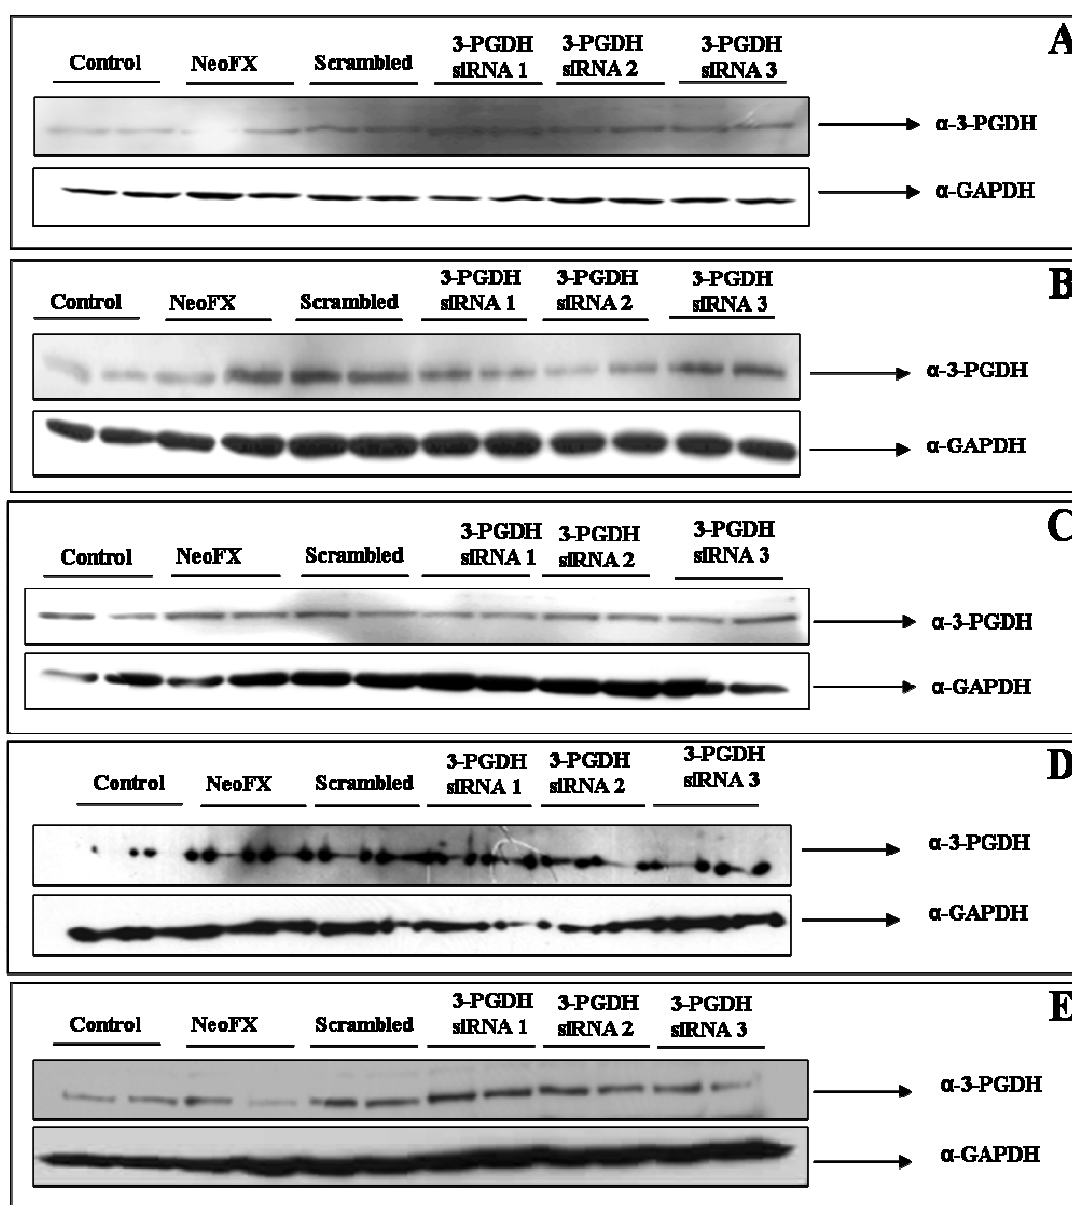 A
Control NeoFX Scrambled 3-PGDH 3-PGDH 3-PGDH
siRNA 1 siRNA 2 siRNA 3
α-3-PGDH
α-GAPDH
B
Control NeoFX Scrambled 3-PGDH 3-PGDH 3-PGDH
siRNA 1 siRNA 2 siRNA 3
α-3-PGDH
α-GAPDH
C
Control NeoFX Scrambled 3-PGDH 3-PGDH 3-PGDH
siRNA 1 siRNA 2 siRNA 3
α-3-PGDH
α-GAPDH
D
Control NeoFX Scrambled 3-PGDH 3-PGDH 3-PGDH
siRNA 1 siRNA 2 siRNA 3
α-3-PGDH
α-GAPDH
E
Control NeoFX Scrambled 3-PGDH 3-PGDH 3-PGDH
siRNA 1 siRNA 2 siRNA 3
α-3-PGDH
α-GAPDH